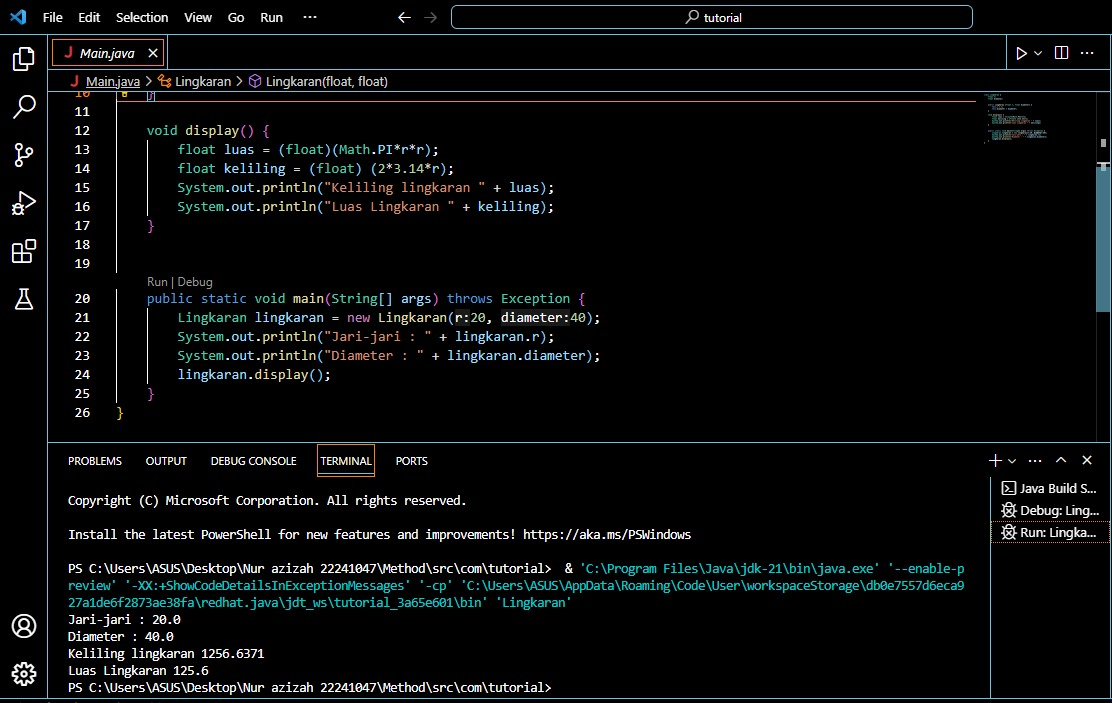 File Edit Selection View Go Run ··· ← → tutorial
J Main.java ×
J Main.java > Lingkaran > Lingkaran(float, float)
10 }
11
12 void display() {
13 float luas = (float)(Math.PI*r*r);
14 float keliling = (float) (2*3.14*r);
15 System.out.println("Keliling lingkaran " + luas);
16 System.out.println("Luas Lingkaran " + keliling);
17 }
18
19
Run | Debug
20 public static void main(String[] args) throws Exception {
21 Lingkaran lingkaran = new Lingkaran(r:20, diameter:40);
22 System.out.println("Jari-jari : " + lingkaran.r);
23 System.out.println("Diameter : " + lingkaran.diameter);
24 lingkaran.display();
25 }
26 }
PROBLEMS OUTPUT DEBUG CONSOLE TERMINAL PORTS
Copyright (C) Microsoft Corporation. All rights reserved.
Install the latest PowerShell for new features and improvements! https://aka.ms/PSWindows
PS C:\Users\ASUS\Desktop\Nur azizah 22241047\Method\src\com\tutorial> & 'C:\Program Files\Java\jdk-21\bin\java.exe' '--enable-p
review' '-XX:+ShowCodeDetailsInExceptionMessages' '-cp' 'C:\Users\ASUS\AppData\Roaming\Code\User\workspaceStorage\db0e7557d6eca9
27a1de6f2873ae38fa\redhat.java\jdt_ws\tutorial_3a65e601\bin' 'Lingkaran'
Jari-jari : 20.0
Diameter : 40.0
Keliling lingkaran 1256.6371
Luas Lingkaran 125.6
PS C:\Users\ASUS\Desktop\Nur azizah 22241047\Method\src\com\tutorial>
Java Build S...
Debug: Ling...
Run: Lingka...